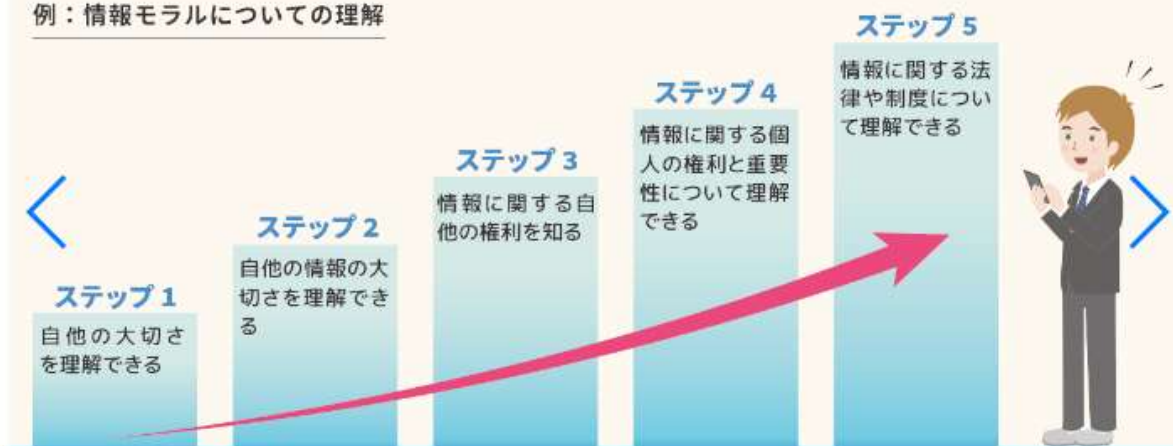 例：情報モラルについての理解
ステップ 1
自他の大切さ
を理解できる
ステップ 2
自他の情報の大
切さを理解でき
る
ステップ 3
情報に関する自
他の権利を知る
ステップ 4
情報に関する個
人の権利と重要
性について理解
できる
ステップ 5
情報に関する法
律や制度につい
て理解できる